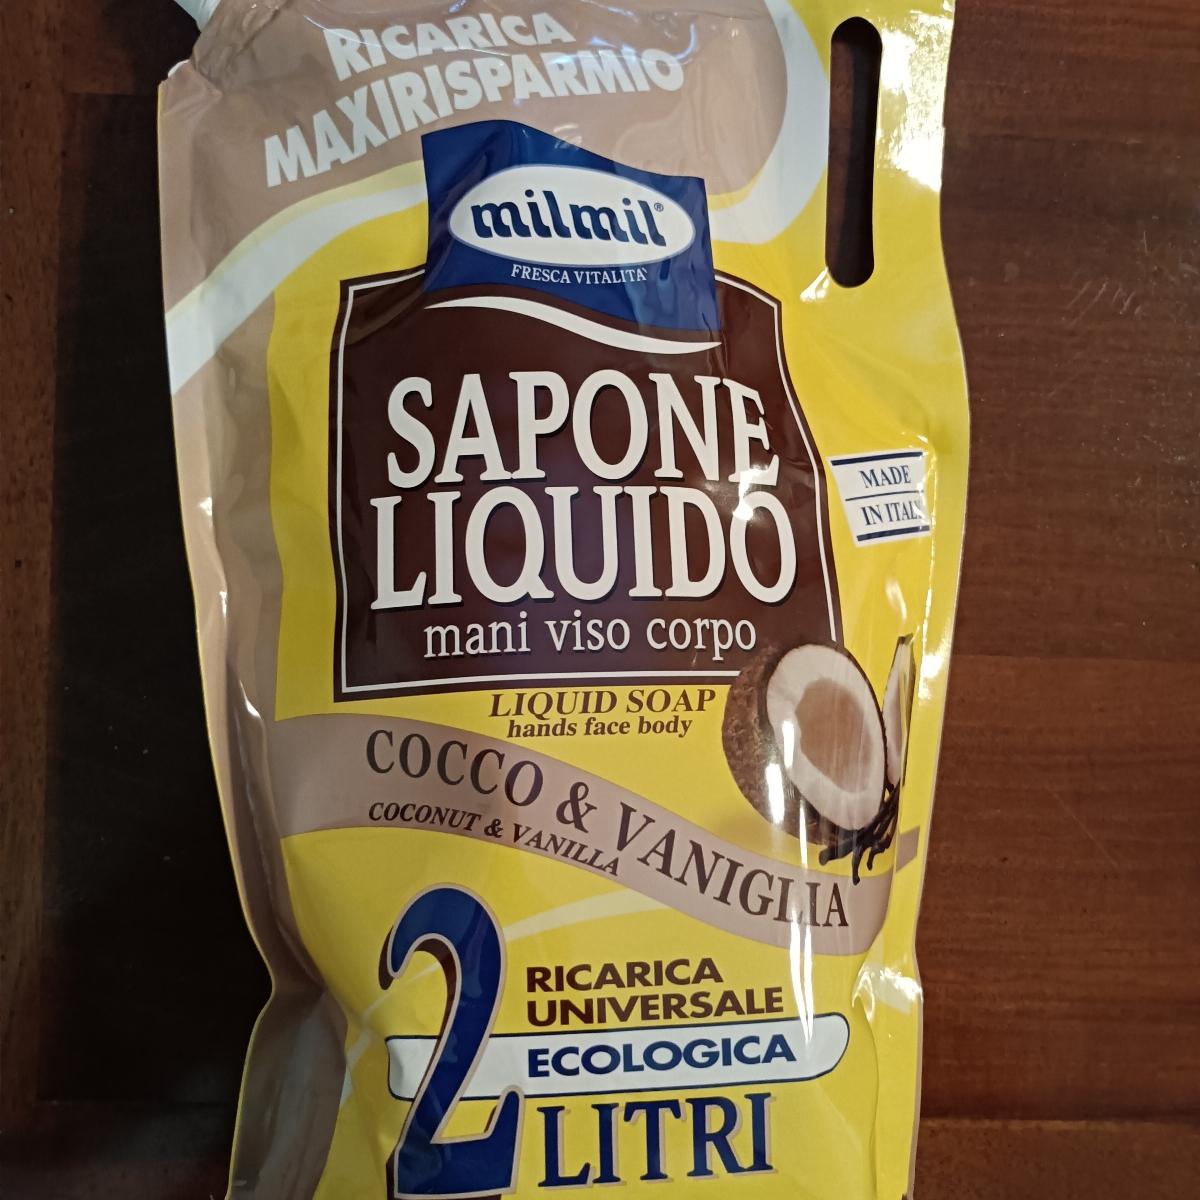 RICARICA
MAXIRISPARMIO
milmil®
FRESCA VITALITA'
SAPONE
LIQUIDO
mani viso corpo
MADE
IN ITALY
LIQUID SOAP
hands face body
COCCO & VANIGLIA
COCONUT & VANILLA
2
RICARICA
UNIVERSALE
ECOLOGICA
LITRI